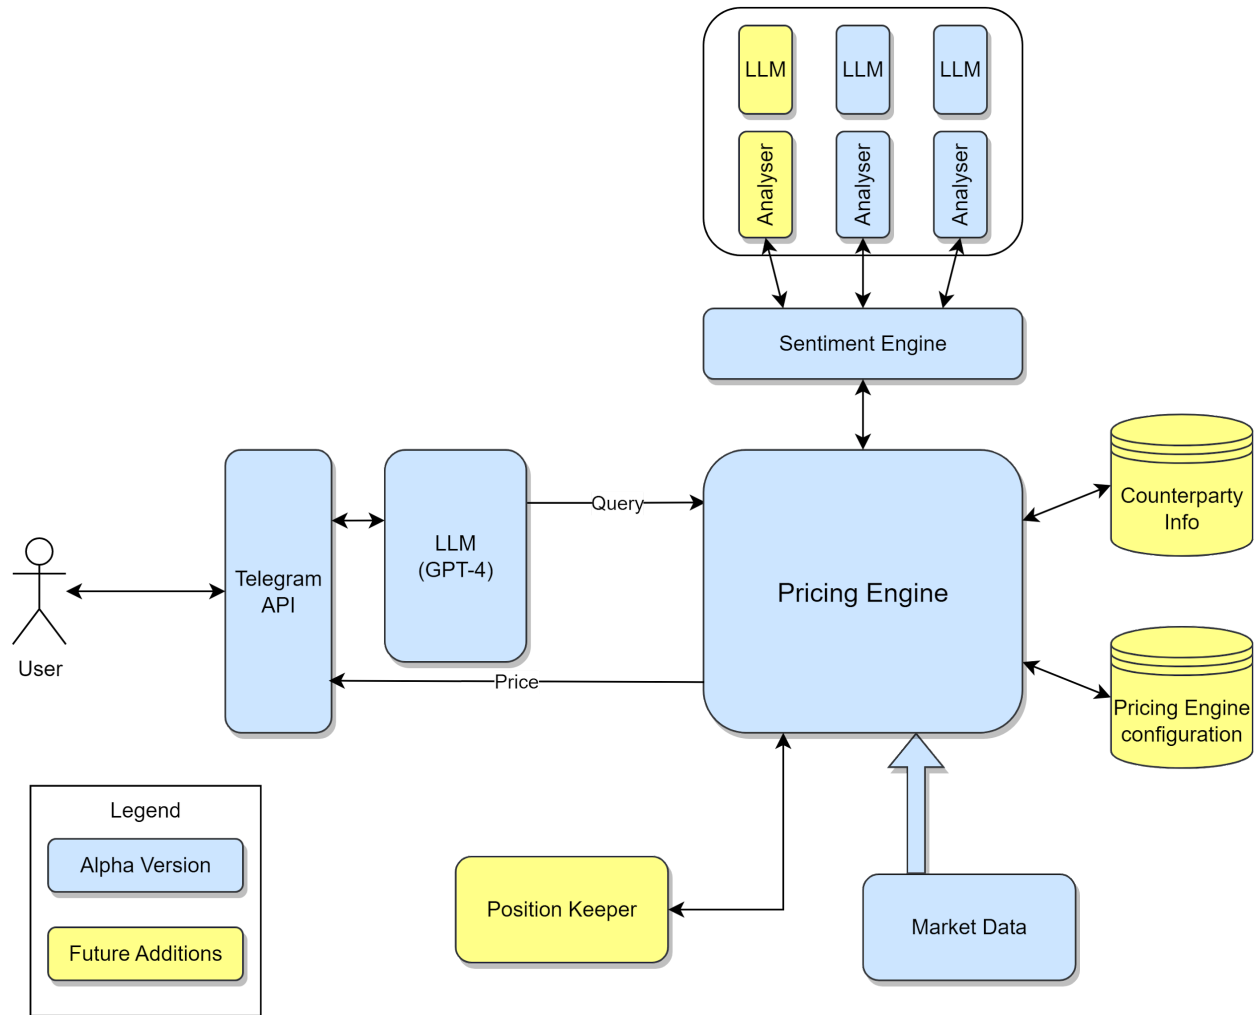 LLM
LLM
LLM
Analyser
Analyser
Analyser
Sentiment Engine
Counterparty
Info
LLM
(GPT-4)
Query
Telegram
API
Pricing Engine
User
Price
Pricing Engine
configuration
Legend
Alpha Version
Future Additions
Position Keeper
Market Data